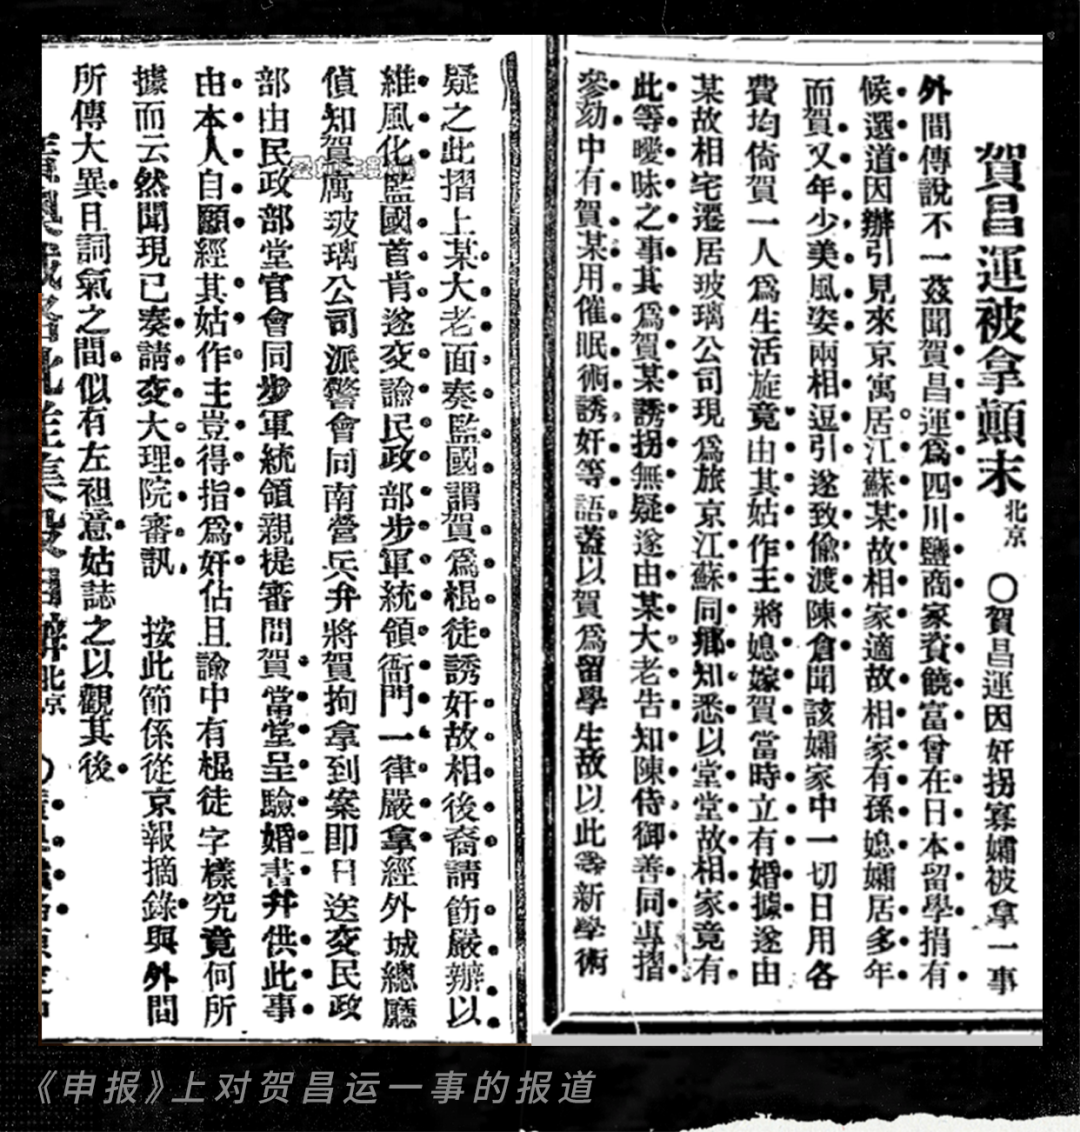 賀昌運被拿顛末 北京
〇賀昌運因奸拐寡孀被拿一事
外間傳說不一茲聞賀昌運爲四川鹽商家資饒富曾在日本留學捐有
候選道因辦引見來京寓居江蘇某故相家適故相家有孫媳孀居多年
而賀又年少美風姿兩相逗引遂致偷渡陳倉聞該孀家中一切日用各
費均倚賀一人爲生活旋竟由其姑作主將媳嫁賀當時立有婚據遂由
某故相宅遷居玻璃公司現爲旅京江蘇同鄉知悉以堂堂故相家竟有
此等曖昧之事其爲賀某誘拐無疑遂由某大老告知陳侍御善同專摺
參劾中有賀某用催眠術誘奸等語蓋以賀爲留學生故以此等新學術
疑之此摺上某大老面奏監國謂賀爲棍徒誘奸故相後裔請飭嚴辦以
維風化監國首肯遂交諭民政部步軍統領衙門一律嚴拿經外城總廳
偵知賀寓玻璃公司派警會同南營兵弁將賀拘拿到案即日送交民政
部由民政部堂官會同步軍統領親提審問賀當堂呈驗婚書幷供此事
由本人自願經其姑作主豈得指爲奸佔且諭中有棍徒字樣究竟何所
據而云然聞現已奏請交大理院審訊 按此節係從京報摘錄與外間
所傳大異且詞氣之間似有左袒意姑誌之以觀其後
北京
《申报》上对贺昌运一事的报道